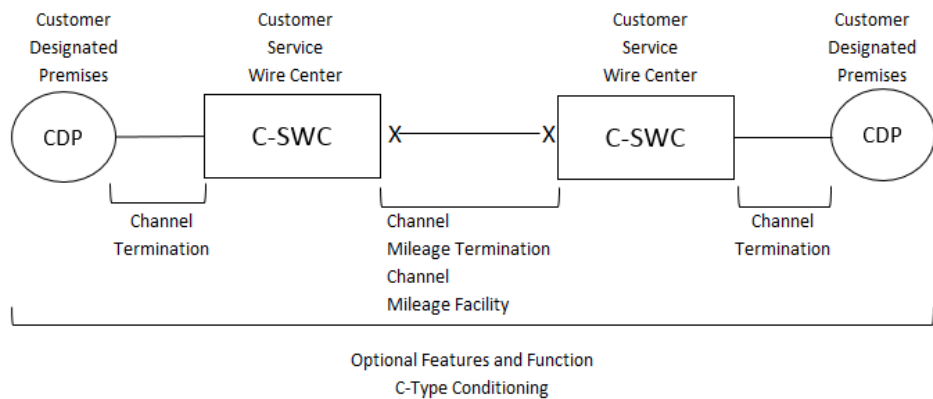 Customer
Designated
Premises
Customer
Service
Wire Center
Customer
Service
Wire Center
Customer
Designated
Premises
CDP
C-SWC
X
X
C-SWC
CDP
Channel
Termination
Channel
Mileage Termination
Channel
Mileage Facility
Channel
Termination
Optional Features and Function
C-Type Conditioning